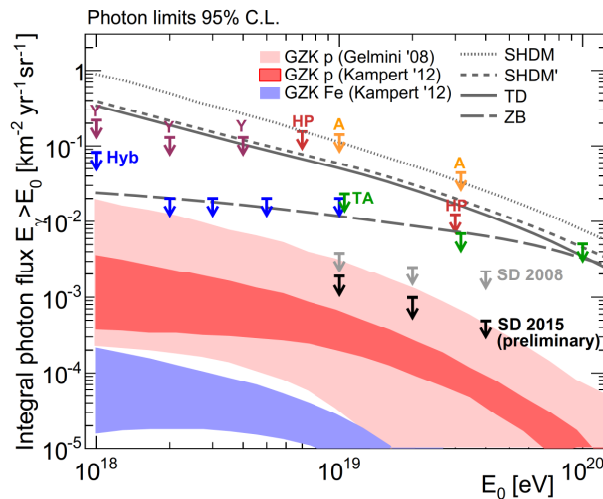 Photon limits 95% C.L.
GZK p (Gelmini '08)
GZK p (Kampert '12)
GZK Fe (Kampert '12)
SHDM
SHDM'
TD
ZB
Integral photon flux E_γ>E_0 [km^-2 yr^-1 sr^-1]
1
10^-1
10^-2
10^-3
10^-4
10^-5
Y
Y
Y
HP
A
A
Hyb
TA
HP
SD 2008
SD 2015
(preliminary)
10^18
10^19
10^20
E_0 [eV]